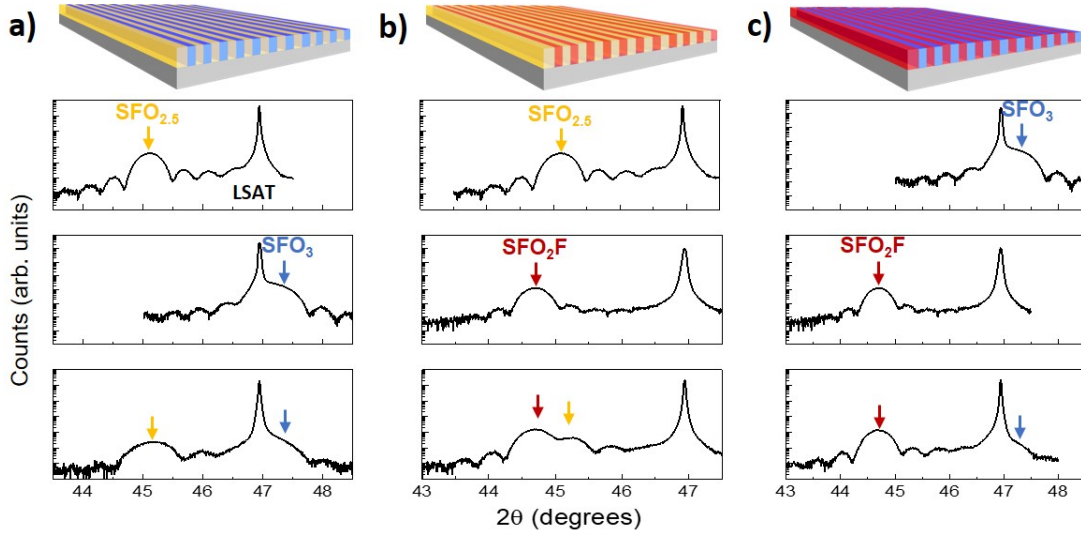 a)
b)
c)
SFO2.5
LSAT
SFO3
SFO2.5
SFO2F
SFO3
SFO2F
Counts (arb. units)
44 45 46 47 48
43 44 45 46 47
43 44 45 46 47 48
2θ (degrees)